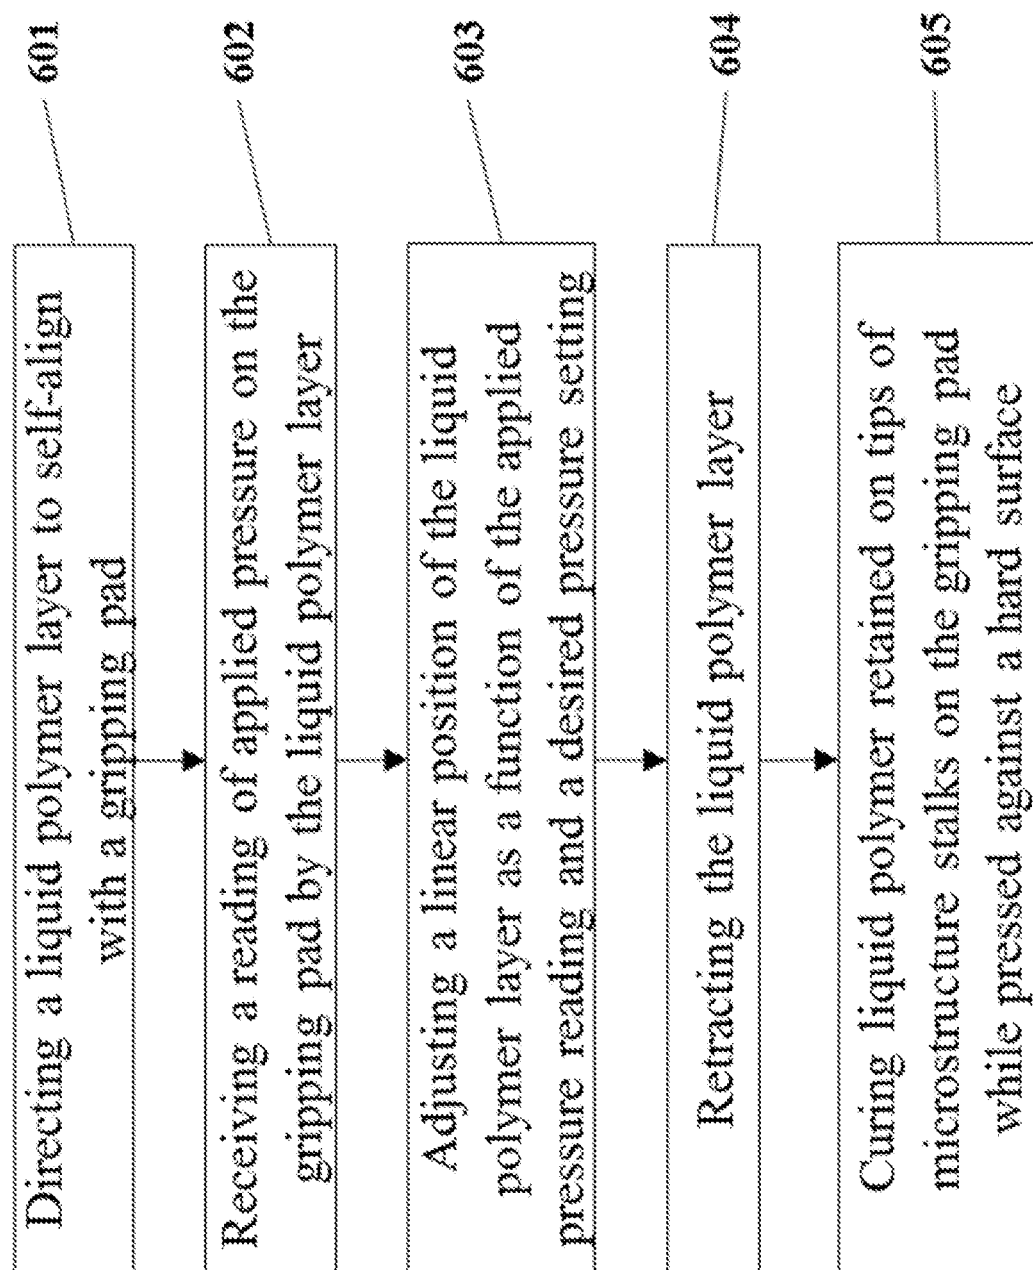 601
Directing a liquid polymer layer to self-align
with a gripping pad
602
Receiving a reading of applied pressure on the
gripping pad by the liquid polymer layer
603
Adjusting a linear position of the liquid
polymer layer as a function of the applied
pressure reading and a desired pressure setting
604
Retracting the liquid polymer layer
605
Curing liquid polymer retained on tips of
microstructure stalks on the gripping pad
while pressed against a hard surface